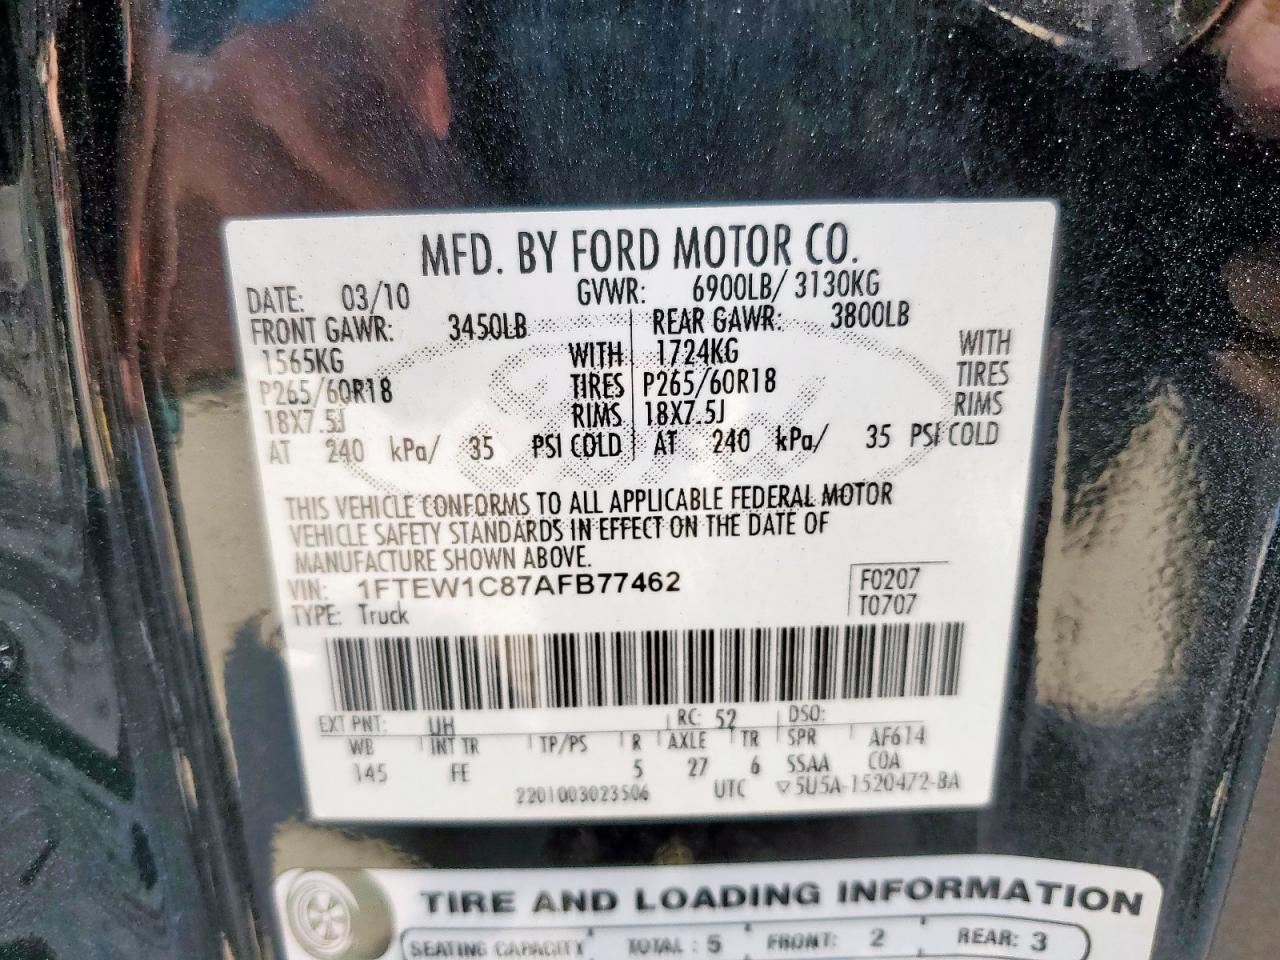 MFD. BY FORD MOTOR CO.
DATE: 03/10 GVWR: 6900LB/ 3130KG
FRONT GAWR: 3450LB REAR GAWR: 3800LB
1565KG WITH 1724KG WITH
P265/60R18 TIRES P265/60R18 TIRES
18X7.5J RIMS 18X7.5J RIMS
AT 240 kPa/ 35 PSI COLD AT 240 kPa/ 35 PSI COLD
THIS VEHICLE CONFORMS TO ALL APPLICABLE FEDERAL MOTOR
VEHICLE SAFETY STANDARDS IN EFFECT ON THE DATE OF
MANUFACTURE SHOWN ABOVE.
VIN: 1FTEW1C87AFB77462 F0207
TYPE: Truck T0707
EXT PNT: UH RC: 52 DSO:
WB INT TR TP/PS R AXLE TR SPR AF614
145 FE 5 27 6 SSAA COA
2201003023506 UTC ▽5U5A-1520472-BA
TIRE AND LOADING INFORMATION
SEATING CAPACITY TOTAL: 5 FRONT: 2 REAR: 3